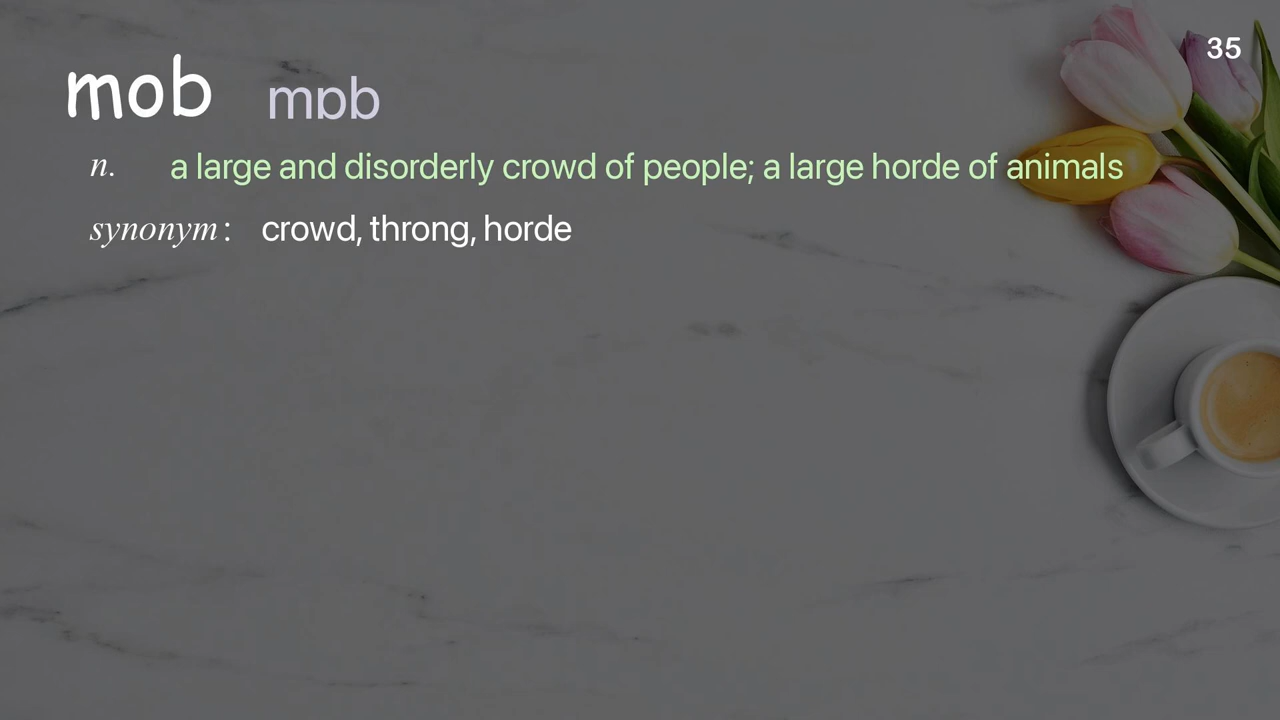 35
mob mɒb
n. a large and disorderly crowd of people; a large horde of animals
synonym: crowd, throng, horde